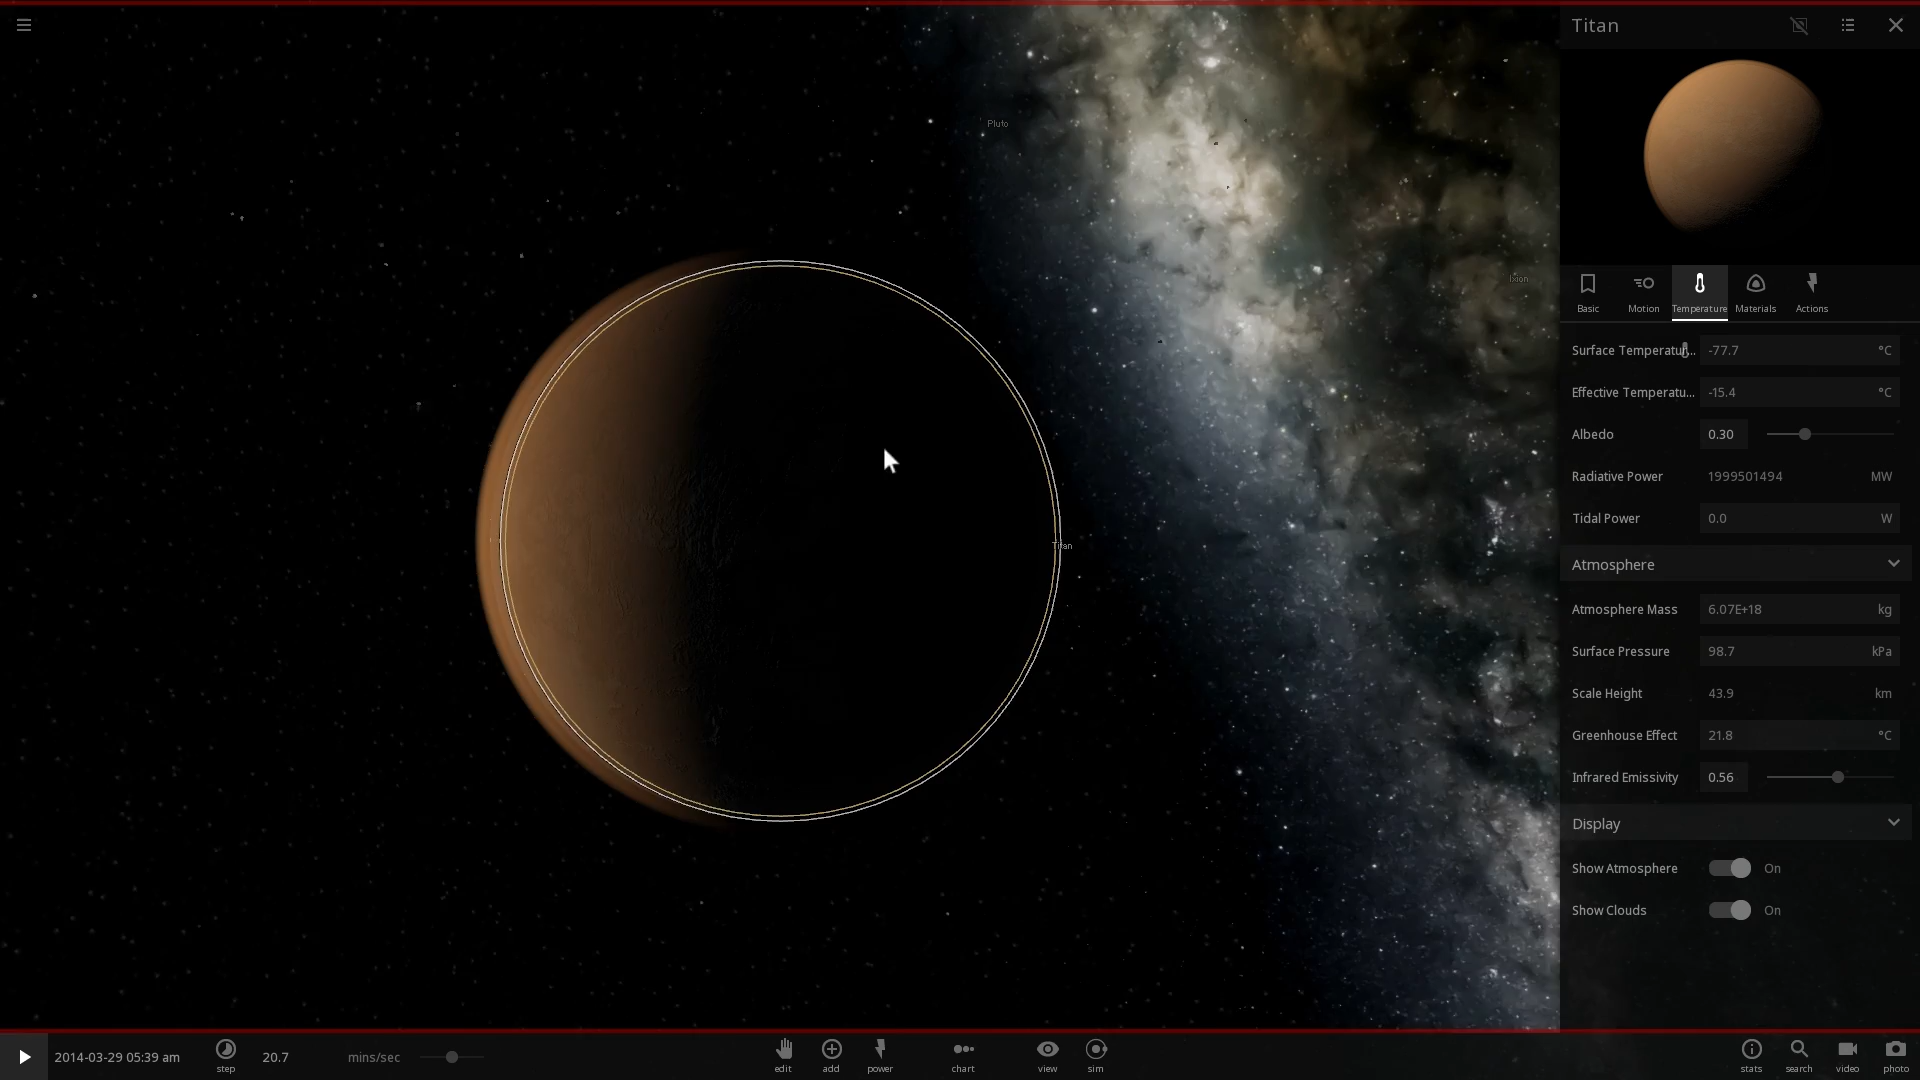 Titan
Pluto
Ixion
Titan
Basic
Motion
Temperature
Materials
Actions
Surface Temperatur... -77.7 °C
Effective Temperatu... -15.4 °C
Albedo 0.30
Radiative Power 1999501494 MW
Tidal Power 0.0 W
Atmosphere
Atmosphere Mass 6.07E+18 kg
Surface Pressure 98.7 kPa
Scale Height 43.9 km
Greenhouse Effect 21.8 °C
Infrared Emissivity 0.56
Display
Show Atmosphere On
Show Clouds On
2014-03-29 05:39 am
step
20.7 mins/sec
edit
add
power
chart
view
sim
stats
search
video
photo